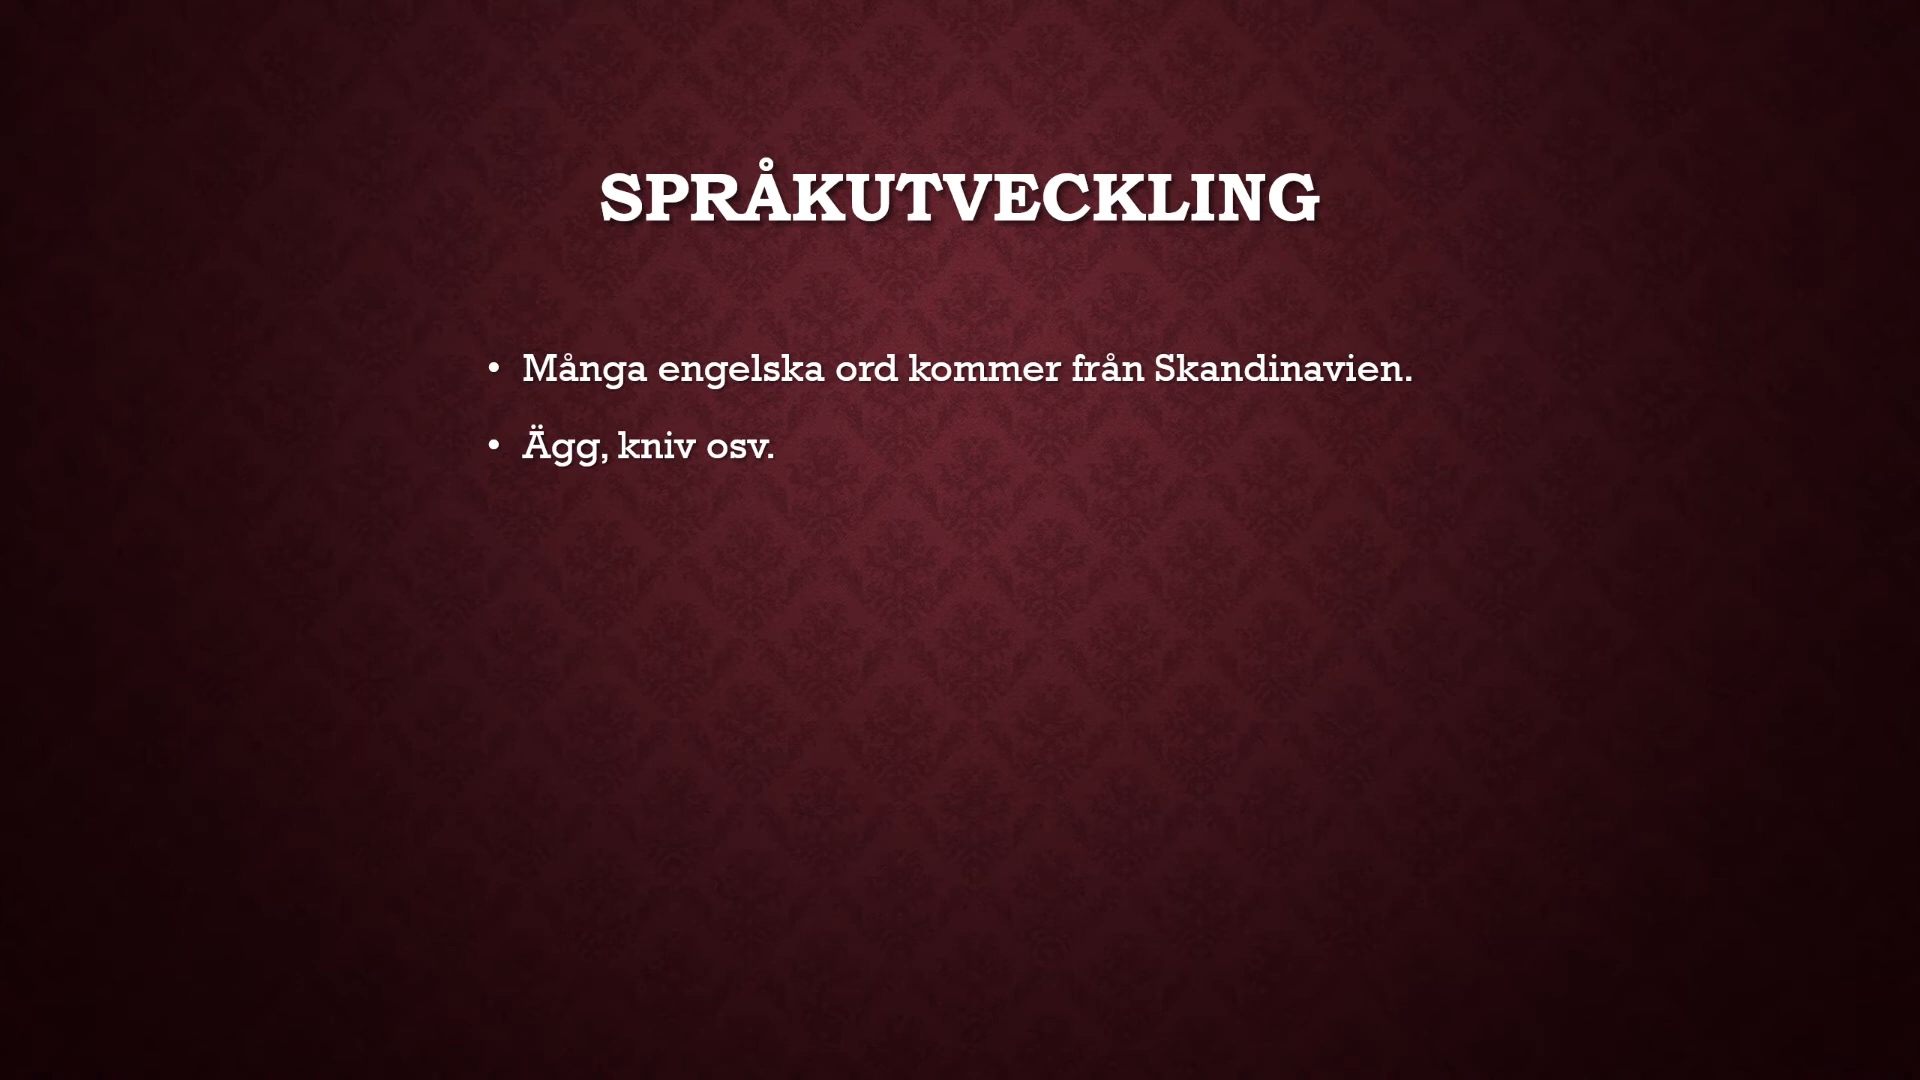 SPRÅKUTVECKLING
• Många engelska ord kommer från Skandinavien.
• Ägg, kniv osv.